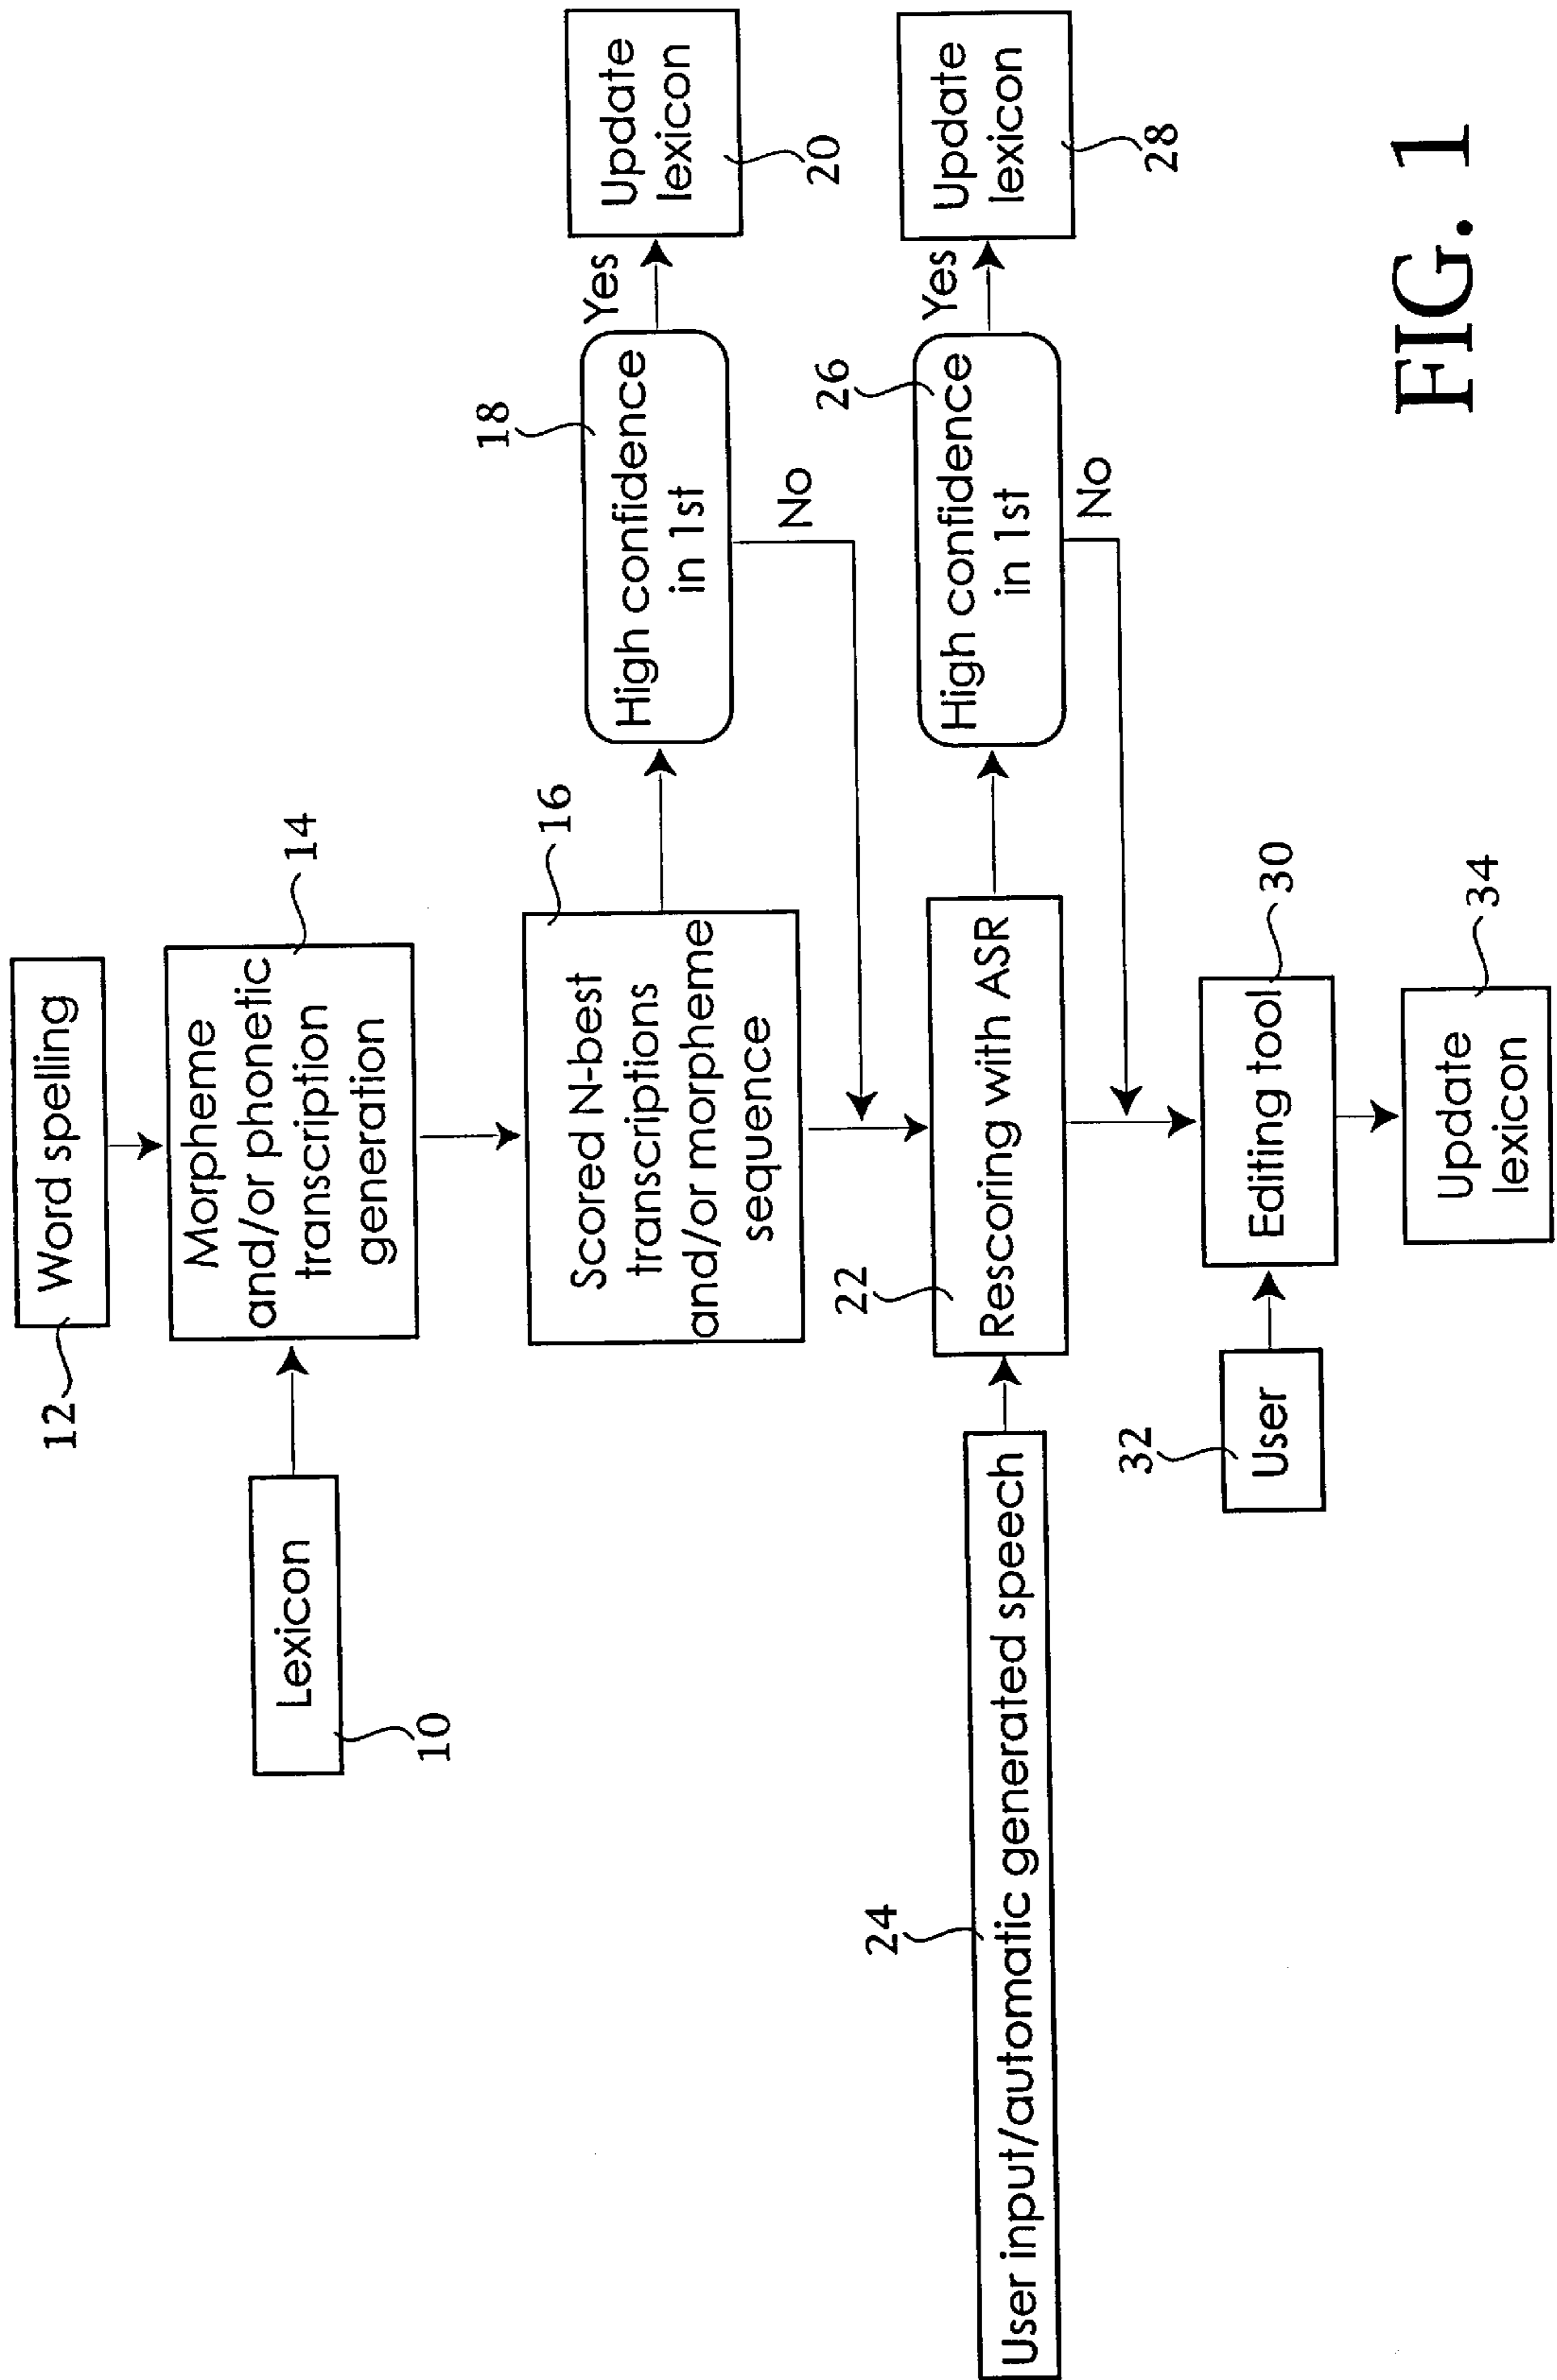 12
Word spelling
Lexicon
10
Morpheme
and/or phonetic
transcription
generation
14
Scored N-best
transcriptions
and/or morpheme
sequence
16
High confidence
in 1st
18
Yes
No
Update
lexicon
20
User input/automatic generated speech
24
Rescoring with ASR
22
High confidence
in 1st
26
Yes
No
Update
lexicon
28
User
32
Editing tool
30
Update
lexicon
34
FIG. 1